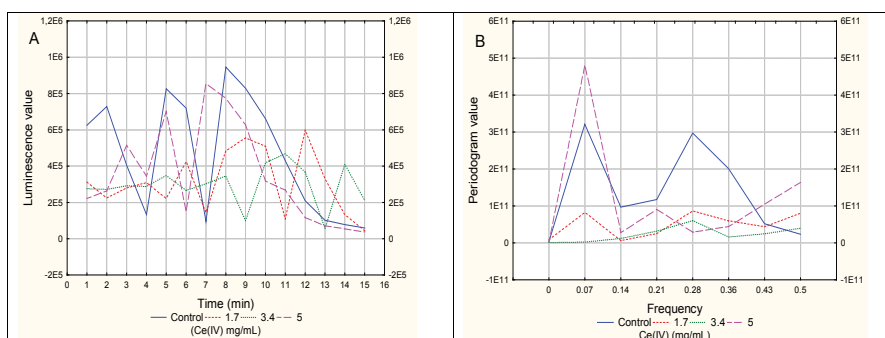 A
Luminescence value
1,2E6
1E6
8E5
6E5
4E5
2E5
0
-2E5
1,2E6
1E6
8E5
6E5
4E5
2E5
0
-2E5
0 1 2 3 4 5 6 7 8 9 10 11 12 13 14 15 16
Time (min)
Control 1.7 3.4 5
(Ce(IV) mg/mL)
B
Periodogram value
6E11
5E11
4E11
3E11
2E11
1E11
0
-1E11
6E11
5E11
4E11
3E11
2E11
1E11
0
-1E11
0 0.07 0.14 0.21 0.28 0.36 0.43 0.5
Frequency
Control 1.7 3.4 5
Ce(IV) (mg/mL)